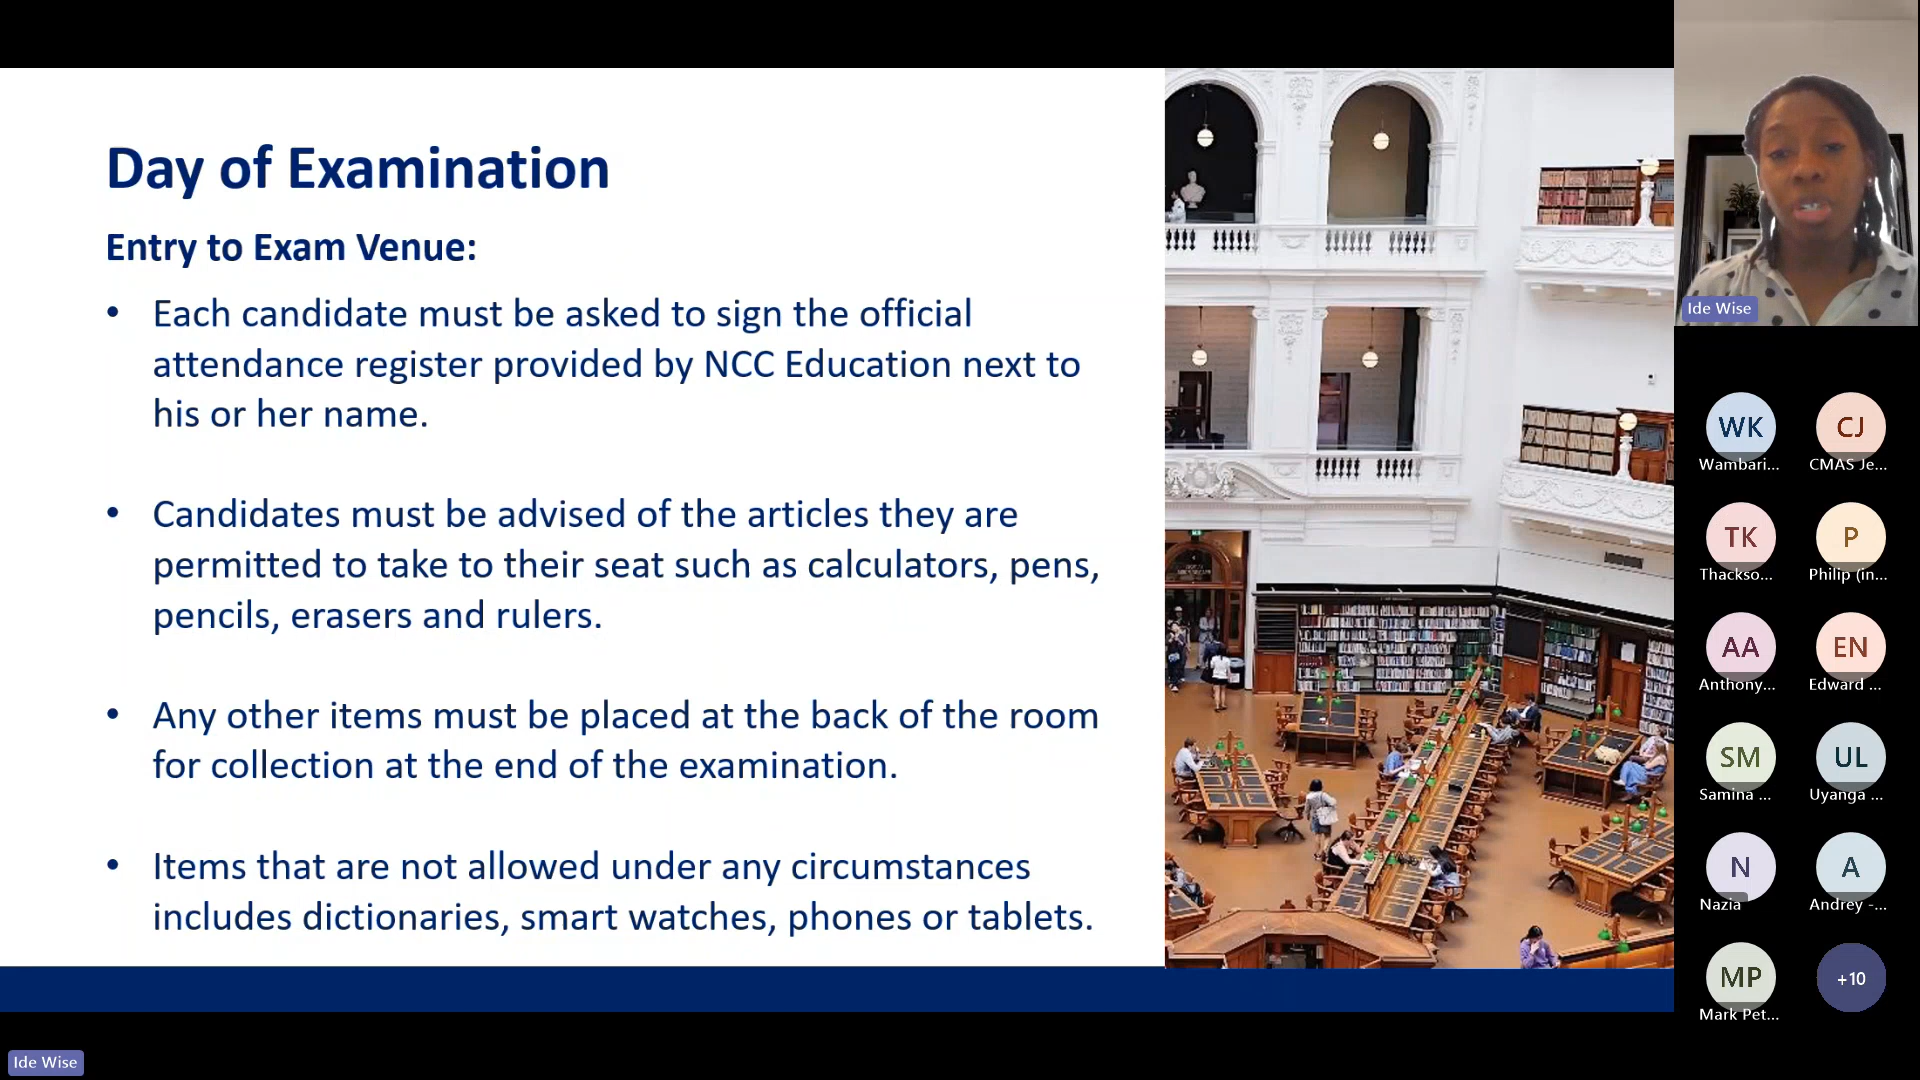 Day of Examination
Entry to Exam Venue:
• Each candidate must be asked to sign the official
attendance register provided by NCC Education next to
his or her name.
• Candidates must be advised of the articles they are
permitted to take to their seat such as calculators, pens,
pencils, erasers and rulers.
• Any other items must be placed at the back of the room
for collection at the end of the examination.
• Items that are not allowed under any circumstances
includes dictionaries, smart watches, phones or tablets.
Ide Wise
WK CJ
Wambari... CMAS Je...
TK P
Thackso... Philip (in...
AA EN
Anthony... Edward ...
SM UL
Samina ... Uyanga ...
N A
Nazia Andrey -...
MP +10
Mark Pet...
Ide Wise